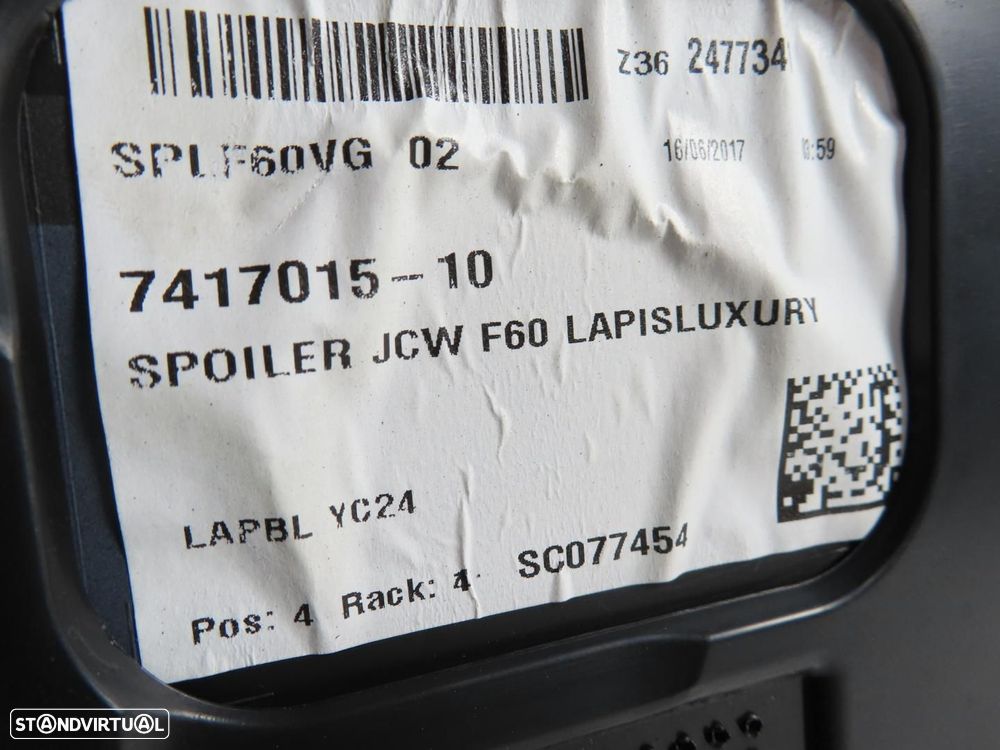 Z36 247734
SPLF60VG 02 16/06/2017 :59
7417015-10
SPOILER JCW F60 LAPISLUXURY
LAPBL YC24
Pos: 4 Rack: 4 SC077454
STANDVIRTUAL